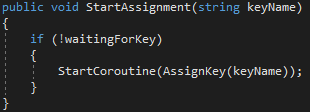 public void StartAssignment(string keyName)
{
if (!waitingForKey)
{
StartCoroutine(AssignKey(keyName));
}
}